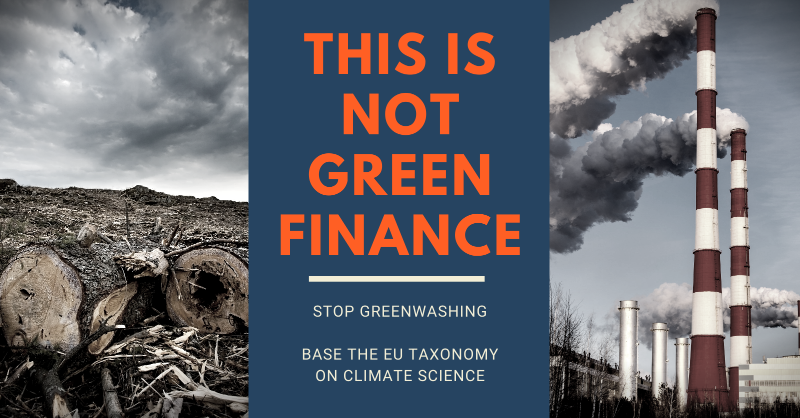 THIS IS
NOT
GREEN
FINANCE
STOP GREENWASHING
BASE THE EU TAXONOMY
ON CLIMATE SCIENCE